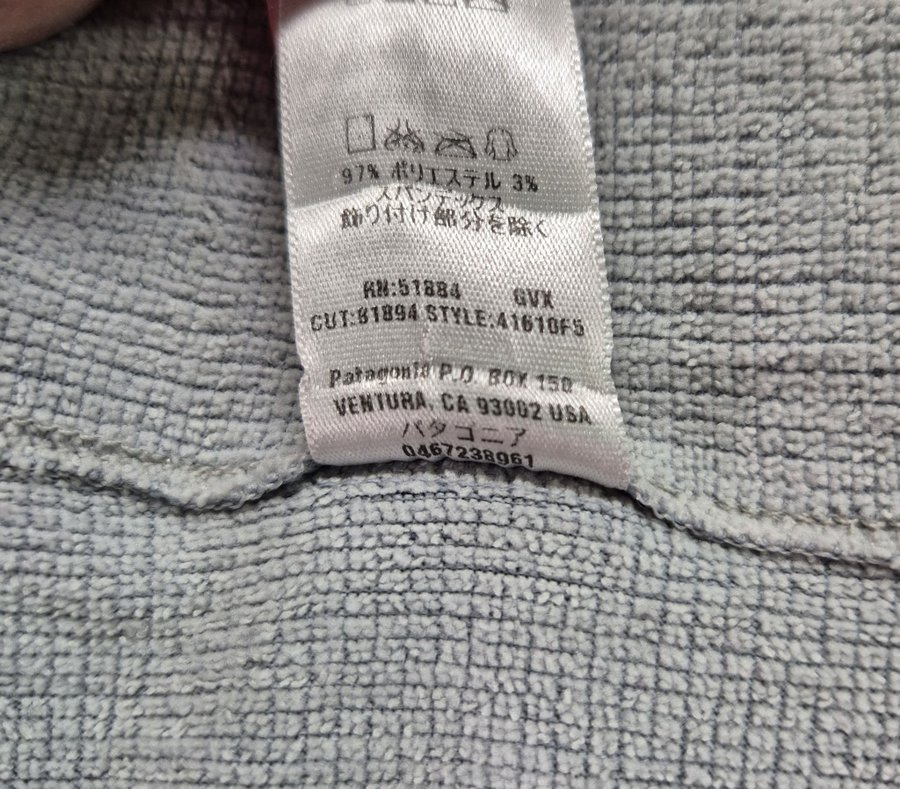 97% ポリエステル 3%
スパンデックス
飾り付け部分を除く
RN:51884 GVX
CUT:81894 STYLE:41610F5
Patagonia P.O. BOX 150
VENTURA, CA 93002 USA
パタゴニア
0467238961